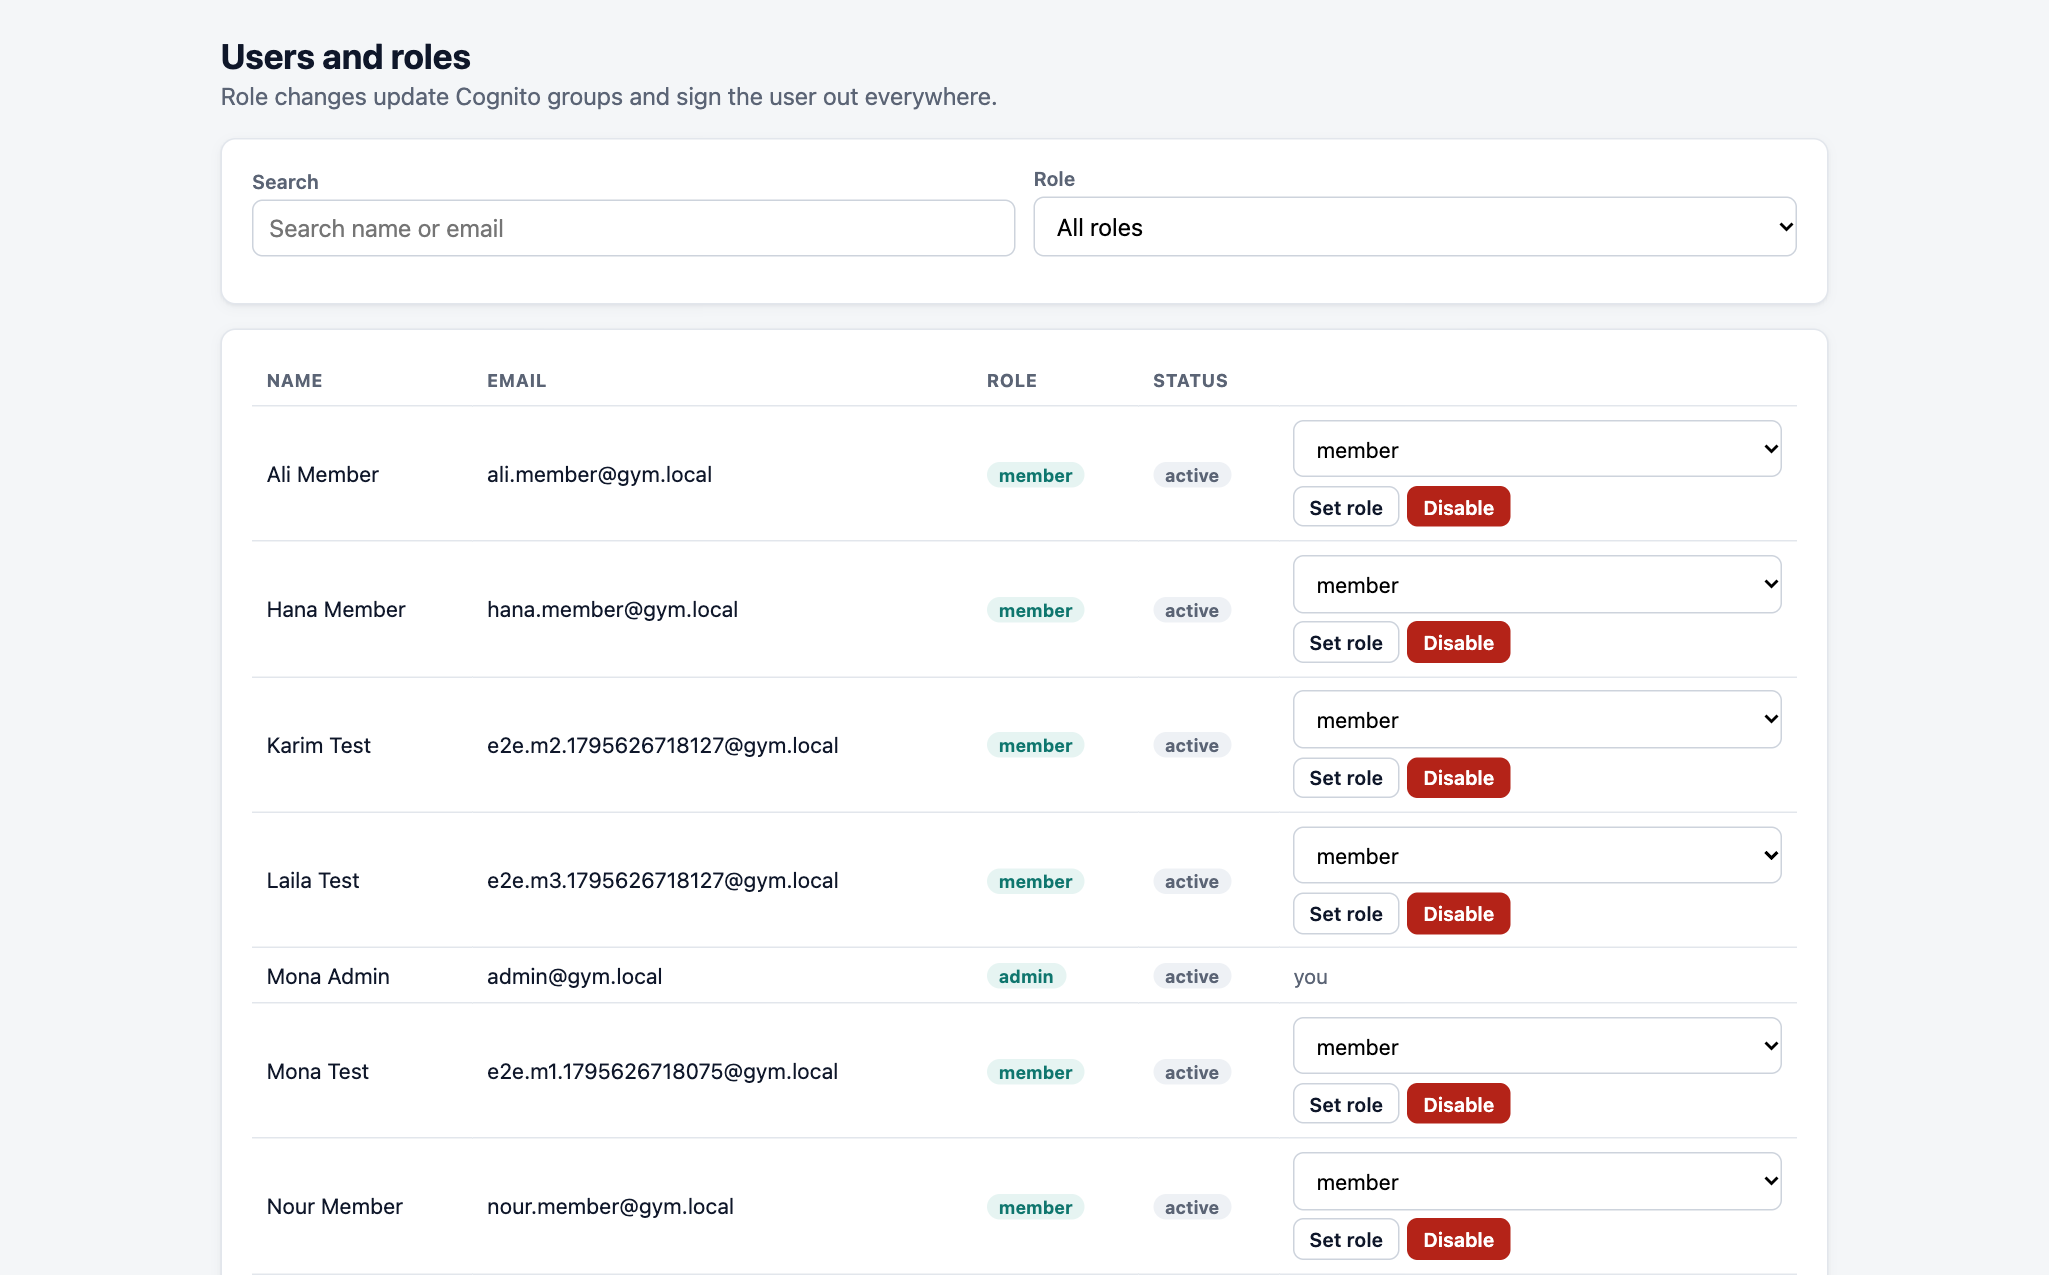 Users and roles
Role changes update Cognito groups and sign the user out everywhere.
Search
Role
Search name or email
All roles
NAME EMAIL ROLE STATUS
Ali Member ali.member@gym.local member active member
Set role Disable
Hana Member hana.member@gym.local member active member
Set role Disable
Karim Test e2e.m2.1795626718127@gym.local member active member
Set role Disable
Laila Test e2e.m3.1795626718127@gym.local member active member
Set role Disable
Mona Admin admin@gym.local admin active you
Mona Test e2e.m1.1795626718075@gym.local member active member
Set role Disable
Nour Member nour.member@gym.local member active member
Set role Disable